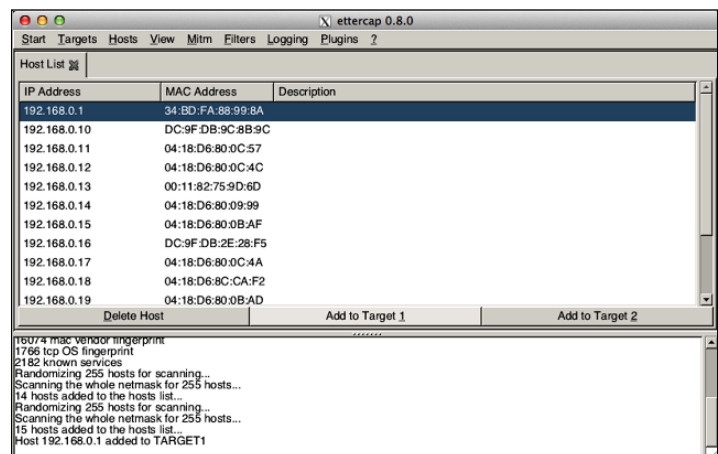 ettercap 0.8.0
Start Targets Hosts View Mitm Filters Logging Plugins ?
Host List
IP Address MAC Address Description
192.168.0.1 34:BD:FA:88:99:8A
192.168.0.10 DC:9F:DB:9C:8B:9C
192.168.0.11 04:18:D6:80:0C:57
192.168.0.12 04:18:D6:80:0C:4C
192.168.0.13 00:11:82:75:9D:6D
192.168.0.14 04:18:D6:80:09:99
192.168.0.15 04:18:D6:80:0B:AF
192.168.0.16 DC:9F:DB:2E:28:F5
192.168.0.17 04:18:D6:80:0C:4A
192.168.0.18 04:18:D6:8C:CA:F2
192.168.0.19 04:18:D6:80:0B:AD
Delete Host Add to Target 1 Add to Target 2
16074 mac vendor fingerprint
1766 tcp OS fingerprint
2182 known services
Randomizing 255 hosts for scanning...
Scanning the whole netmask for 255 hosts...
14 hosts added to the hosts list...
Randomizing 255 hosts for scanning...
Scanning the whole netmask for 255 hosts...
15 hosts added to the hosts list...
Host 192.168.0.1 added to TARGET1